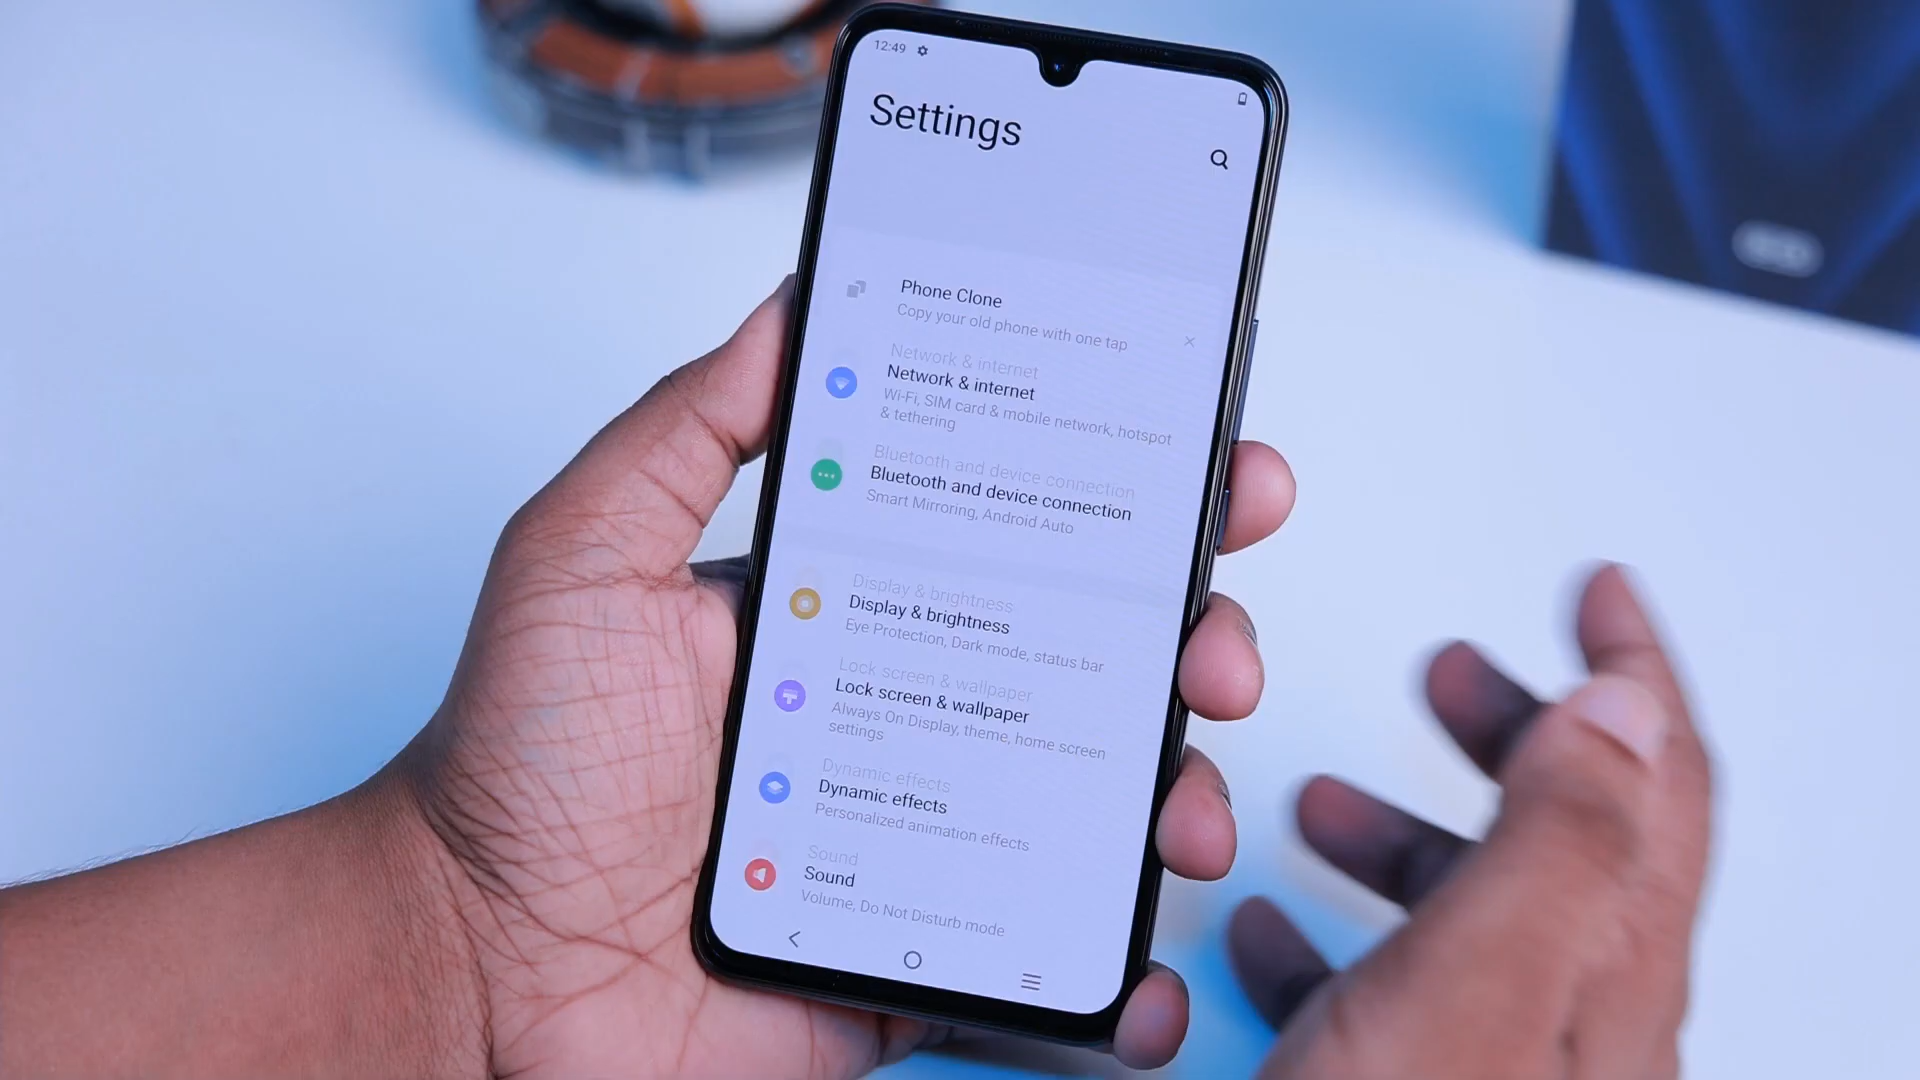 12:49
Settings
Phone Clone
Copy your old phone with one tap
Network & internet
Network & internet
Wi-Fi, SIM card & mobile network, hotspot
& tethering
Bluetooth and device connection
Bluetooth and device connection
Smart Mirroring, Android Auto
Display & brightness
Display & brightness
Eye Protection, Dark mode, status bar
Lock screen & wallpaper
Lock screen & wallpaper
Always On Display, theme, home screen
settings
Dynamic effects
Dynamic effects
Personalized animation effects
Sound
Sound
Volume, Do Not Disturb mode